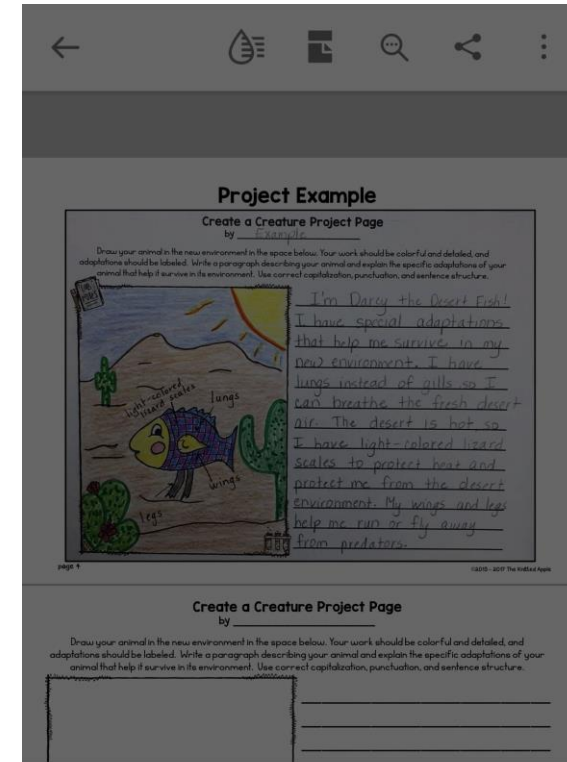 Project Example
Create a Creature Project Page
by Example
Draw your animal in the new environment in the space below. Your work should be colorful and detailed, and
adaptations should be labeled. Write a paragraph describing your animal and explain the specific adaptations of your
animal that help it survive in its environment. Use correct capitalization, punctuation, and sentence structure.
light-colored
lizard scales
lungs
wings
legs
I'm Darcy the Desert Fish!
I have special adaptations
that help me survive in my
new environment. I have
lungs instead of gills so I
can breathe the fresh desert
air. The desert is hot so
I have light-colored lizard
scales to protect heat and
protect me from the desert
environment. My wings and legs
help me run or fly away
from predators.
page 4
©2013 - 2017 The Knitted Apple
Create a Creature Project Page
by
Draw your animal in the new environment in the space below. Your work should be colorful and detailed, and
adaptations should be labeled. Write a paragraph describing your animal and explain the specific adaptations of your
animal that help it survive in its environment. Use correct capitalization, punctuation, and sentence structure.